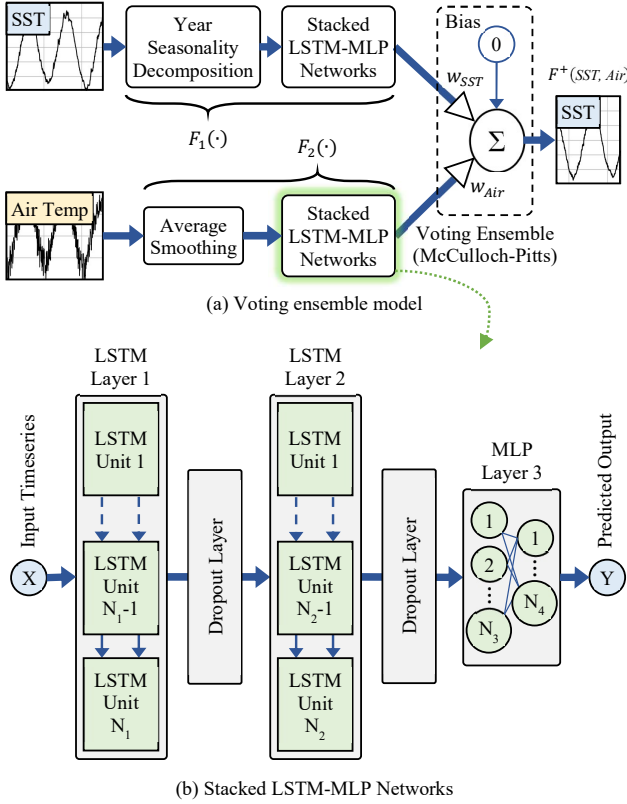 SST
Year
Seasonality
Decomposition
Stacked
LSTM-MLP
Networks
Bias
0
w_SST
F⁺(SST, Air)
SST
Σ
F₁(·)
F₂(·)
w_Air
Air Temp
Average
Smoothing
Stacked
LSTM-MLP
Networks
Voting Ensemble
(McCulloch-Pitts)
(a) Voting ensemble model
LSTM
Layer 1
LSTM
Layer 2
MLP
Layer 3
Input Timeseries
X
LSTM
Unit 1
LSTM
Unit
N₁-1
LSTM
Unit
N₁
Dropout Layer
LSTM
Unit 1
LSTM
Unit
N₂-1
LSTM
Unit
N₂
Dropout Layer
1
2
N₃
1
N₄
Predicted Output
Y
(b) Stacked LSTM-MLP Networks